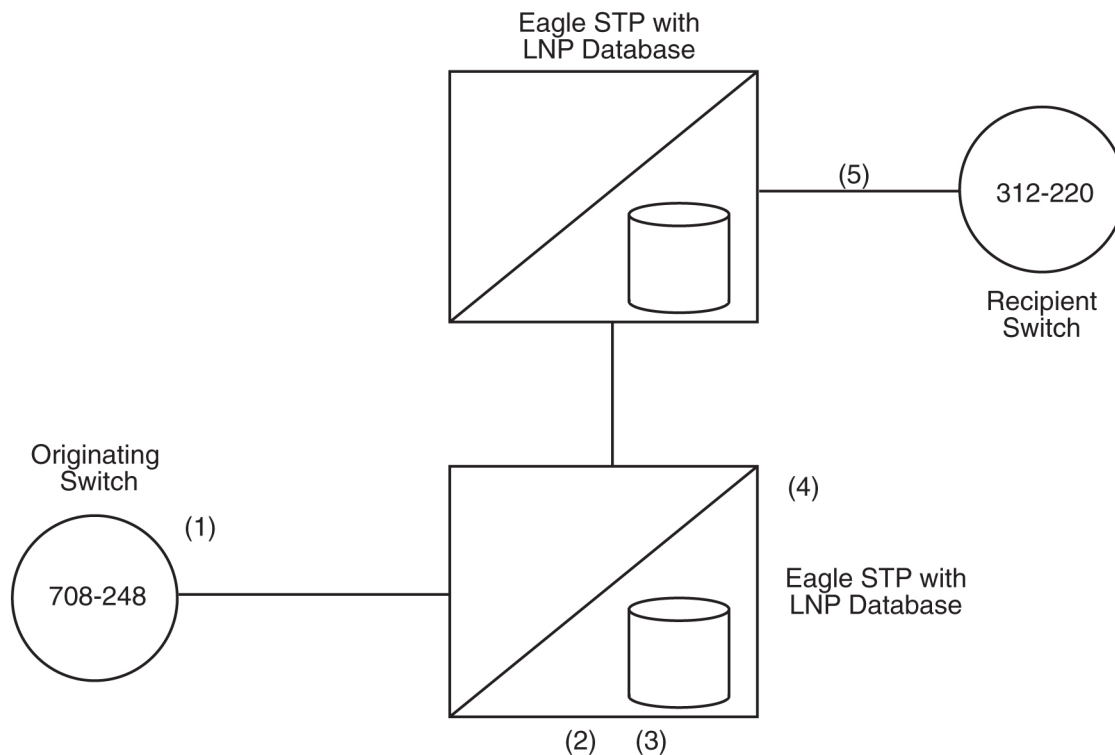 Eagle STP with
LNP Database
(5)
312-220
Recipient
Switch
Originating
Switch
(1)
708-248
(4)
Eagle STP with
LNP Database
(2)
(3)